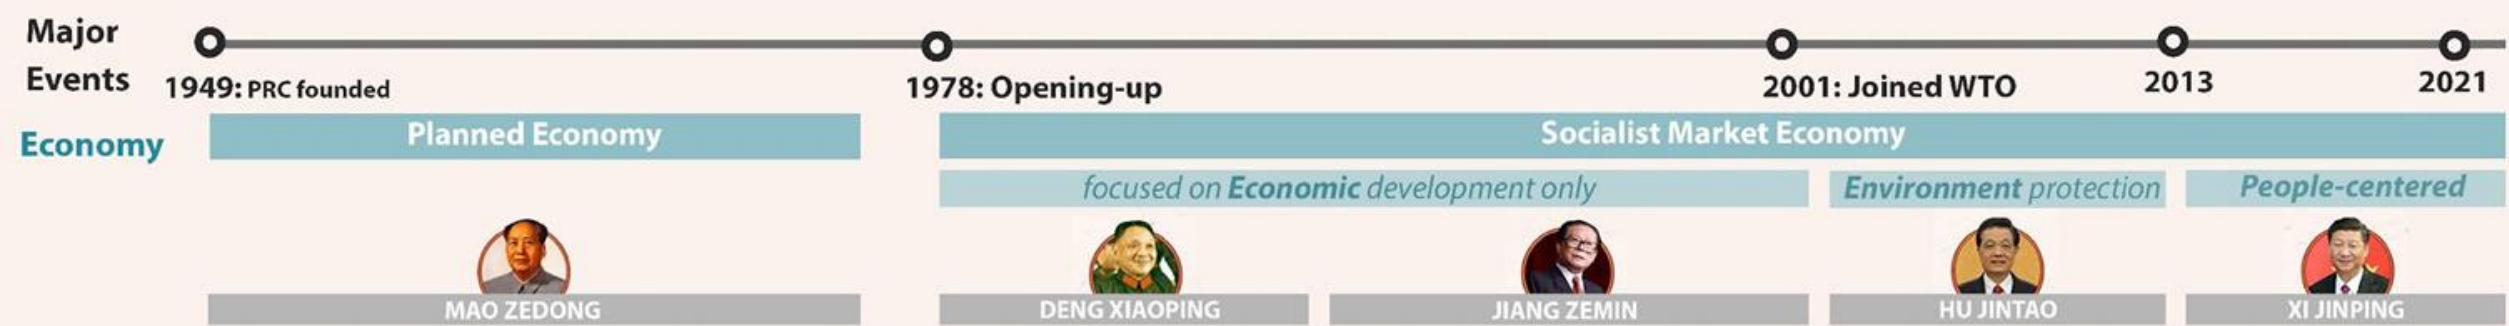 Major
Events
1949: PRC founded
1978: Opening-up
2001: Joined WTO
2013
2021
Economy
Planned Economy
Socialist Market Economy
focused on Economic development only
Environment protection
People-centered
MAO ZEDONG
DENG XIAOPING
JIANG ZEMIN
HU JINTAO
XI JINPING